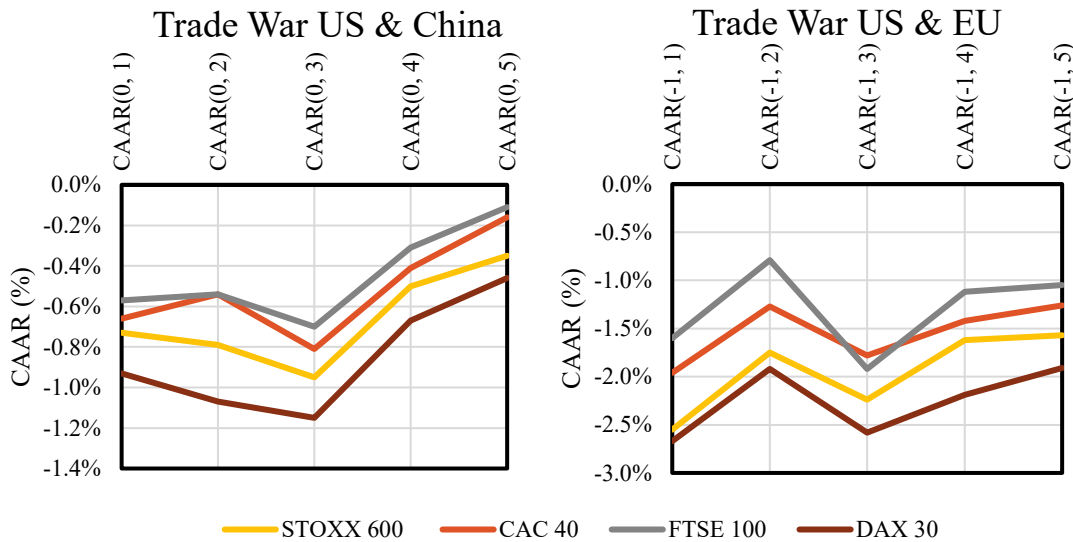 Trade War US & China
CAAR(0, 1)
CAAR(0, 2)
CAAR(0, 3)
CAAR(0, 4)
CAAR(0, 5)
0.0%
-0.2%
-0.4%
-0.6%
-0.8%
-1.0%
-1.2%
-1.4%
CAAR (%)
Trade War US & EU
CAAR(-1, 1)
CAAR(-1, 2)
CAAR(-1, 3)
CAAR(-1, 4)
CAAR(-1, 5)
0.0%
-0.5%
-1.0%
-1.5%
-2.0%
-2.5%
-3.0%
CAAR (%)
STOXX 600
CAC 40
FTSE 100
DAX 30